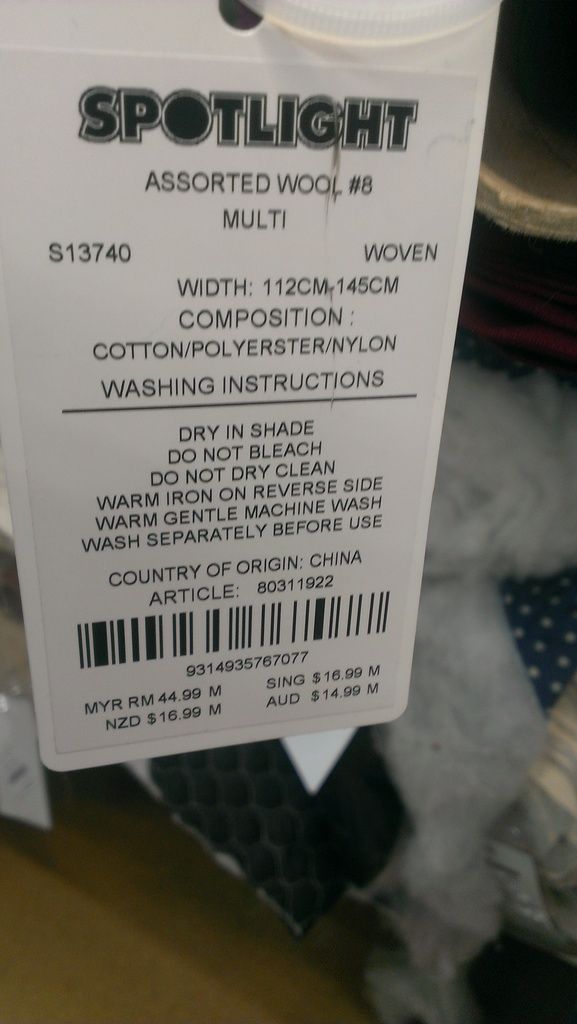 SPOTLIGHT
ASSORTED WOOL #8
MULTI
S13740 WOVEN
WIDTH: 112CM-145CM
COMPOSITION :
COTTON/POLYERSTER/NYLON
WASHING INSTRUCTIONS
DRY IN SHADE
DO NOT BLEACH
DO NOT DRY CLEAN
WARM IRON ON REVERSE SIDE
WARM GENTLE MACHINE WASH
WASH SEPARATELY BEFORE USE
COUNTRY OF ORIGIN: CHINA
ARTICLE: 80311922
9314935767077
MYR RM 44.99 M SING $16.99 M
NZD $16.99 M AUD $14.99 M